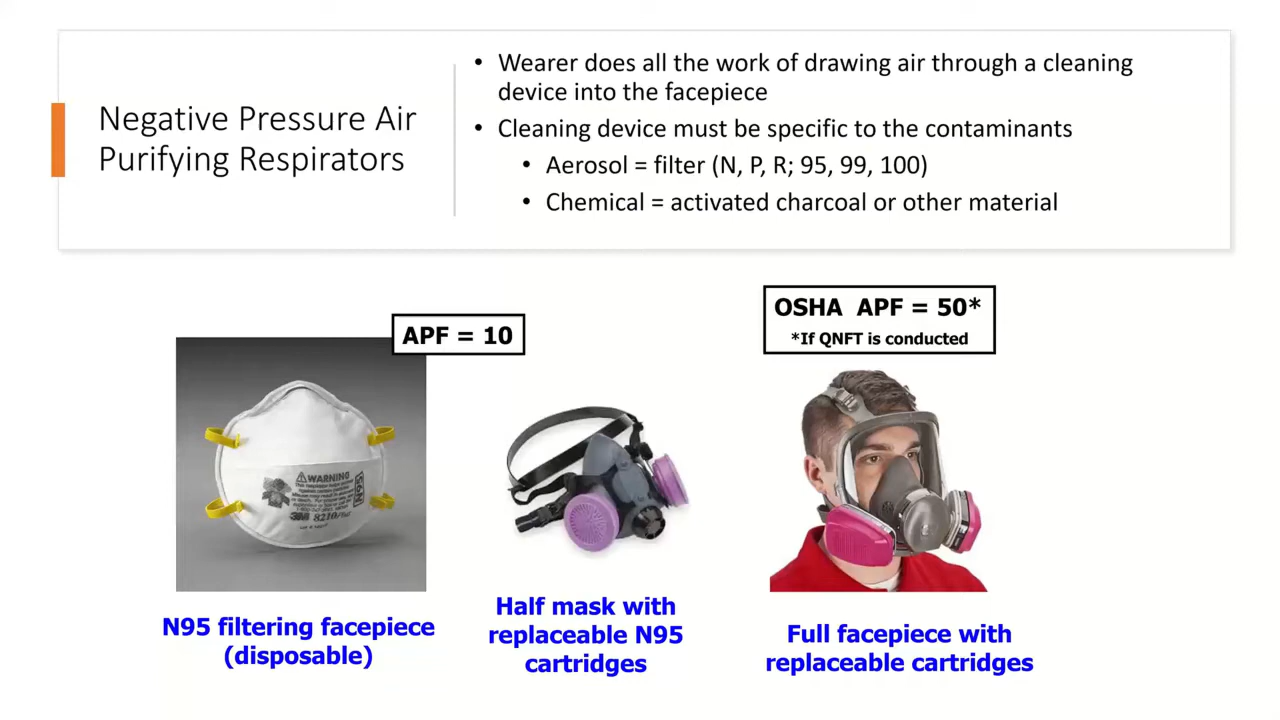 Negative Pressure Air
Purifying Respirators
• Wearer does all the work of drawing air through a cleaning
device into the facepiece
• Cleaning device must be specific to the contaminants
• Aerosol = filter (N, P, R; 95, 99, 100)
• Chemical = activated charcoal or other material
APF = 10
OSHA APF = 50*
*If QNFT is conducted
WARNING
N95
3M 8210
N95 filtering facepiece
(disposable)
Half mask with
replaceable N95
cartridges
Full facepiece with
replaceable cartridges